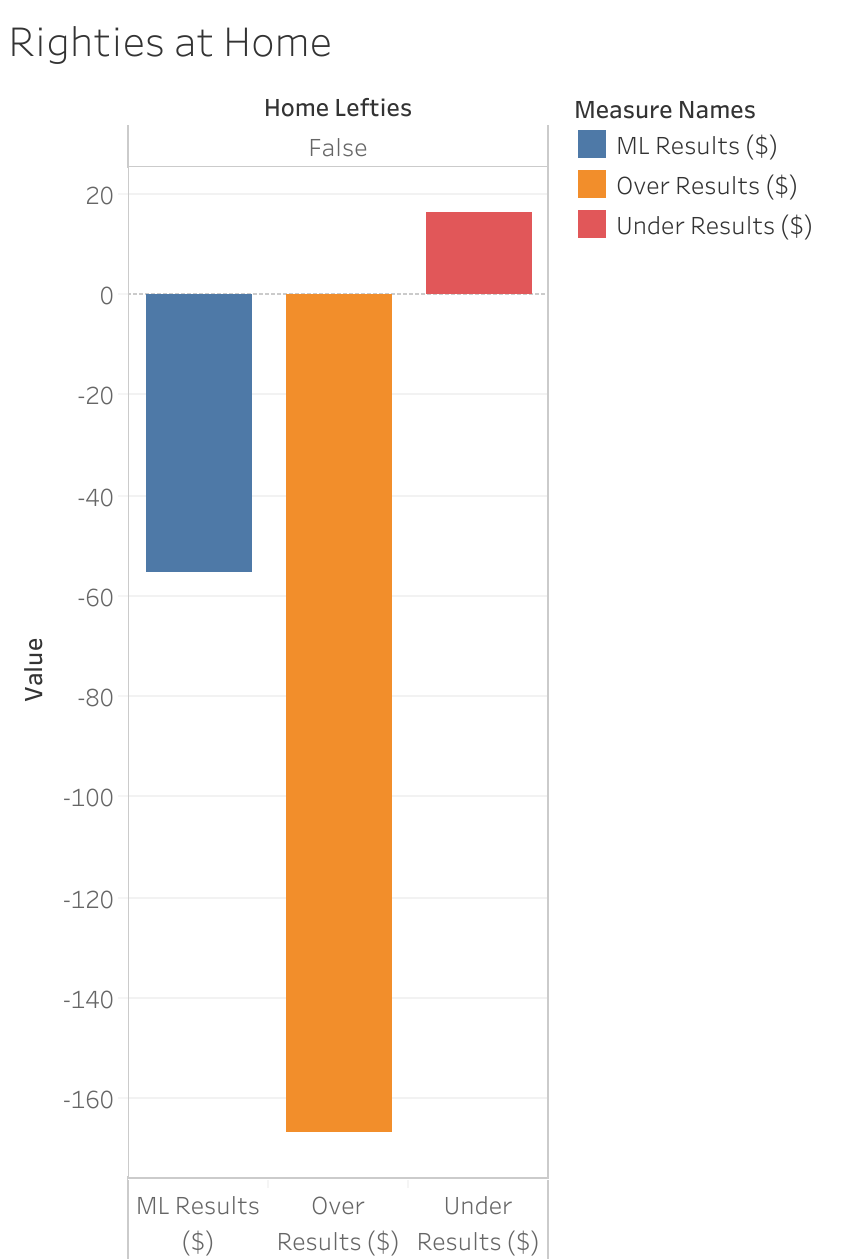 Righties at Home
Home Lefties
False
Measure Names
ML Results ($)
Over Results ($)
Under Results ($)
20
0
-20
-40
-60
-80
-100
-120
-140
-160
Value
ML Results
($)
Over
Results ($)
Under
Results ($)